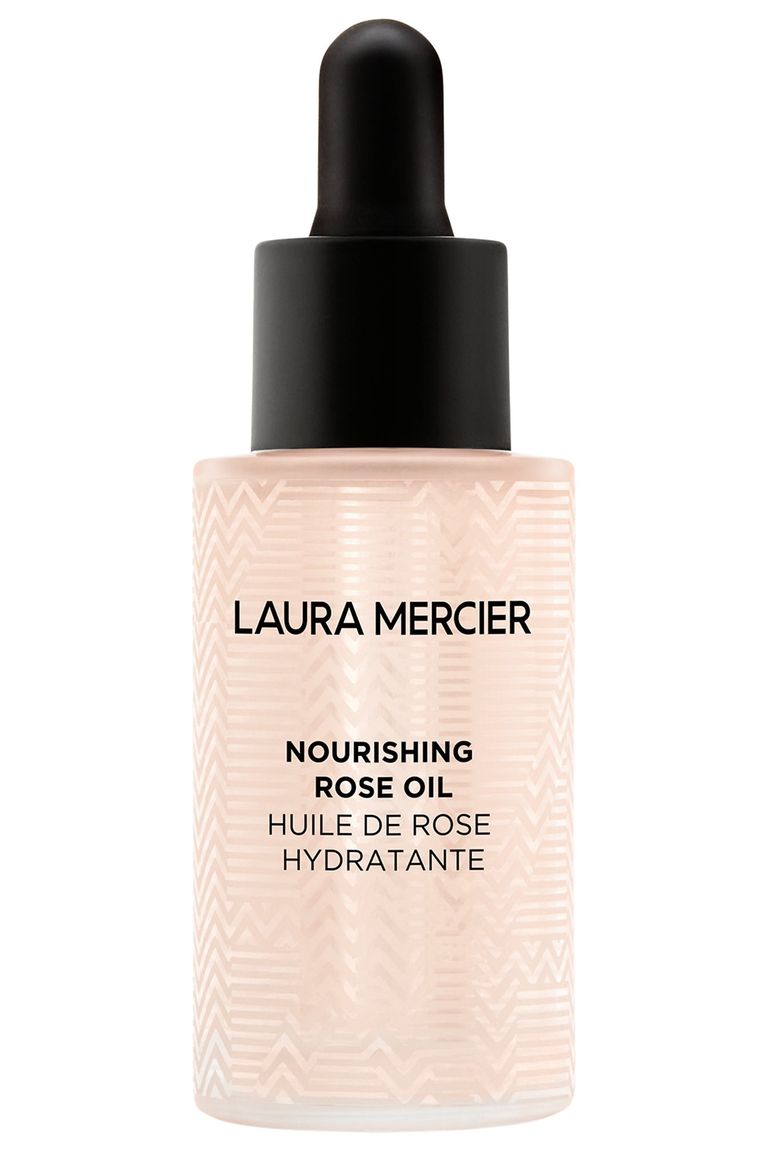 LAURA MERCIER
NOURISHING
ROSE OIL
HUILE DE ROSE
HYDRATANTE